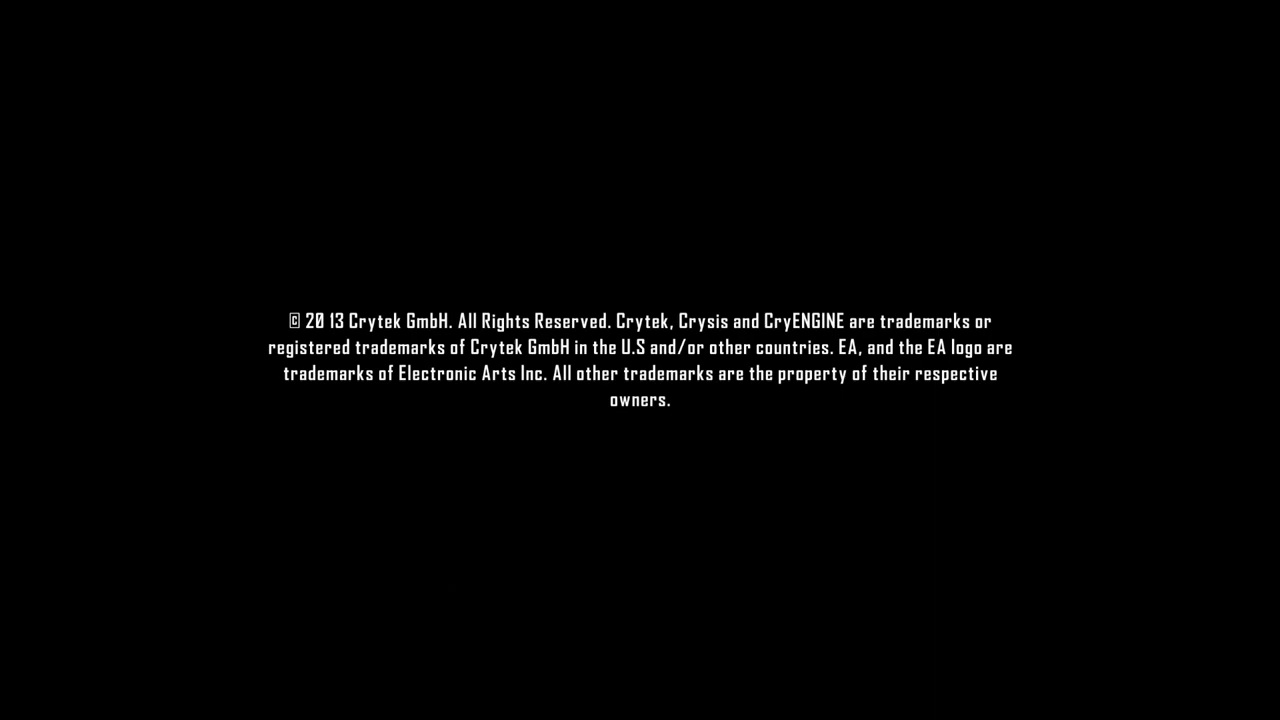 © 2013 Crytek GmbH. All Rights Reserved. Crytek, Crysis and CryENGINE are trademarks or
registered trademarks of Crytek GmbH in the U.S and/or other countries. EA, and the EA logo are
trademarks of Electronic Arts Inc. All other trademarks are the property of their respective
owners.